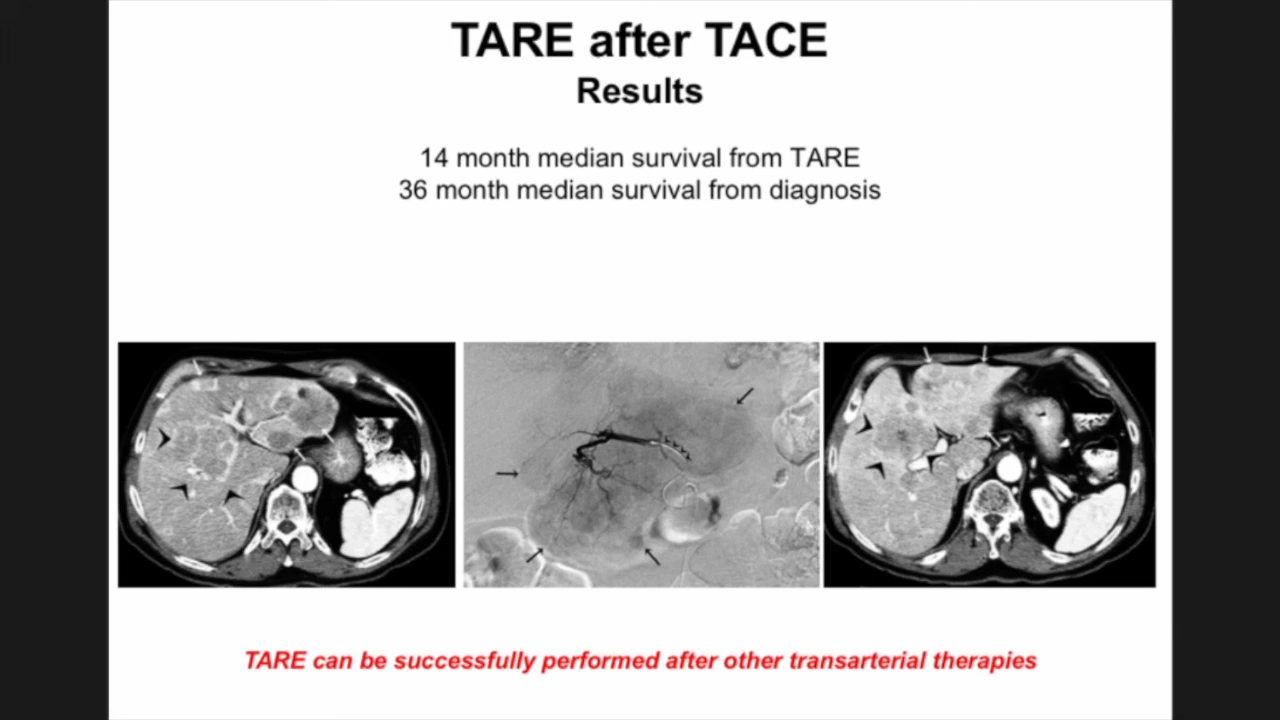 TARE after TACE
Results
14 month median survival from TARE
36 month median survival from diagnosis
TARE can be successfully performed after other transarterial therapies